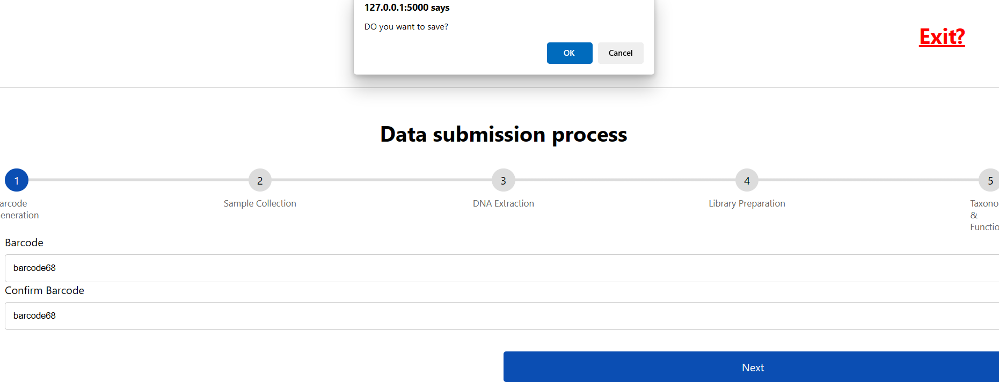 127.0.0.1:5000 says
DO you want to save?
OK Cancel
Exit?
Data submission process
1 2 3 4 5
arcode
eneration
Sample Collection
DNA Extraction
Library Preparation
Taxono
&
Functio
Barcode
barcode68
Confirm Barcode
barcode68
Next